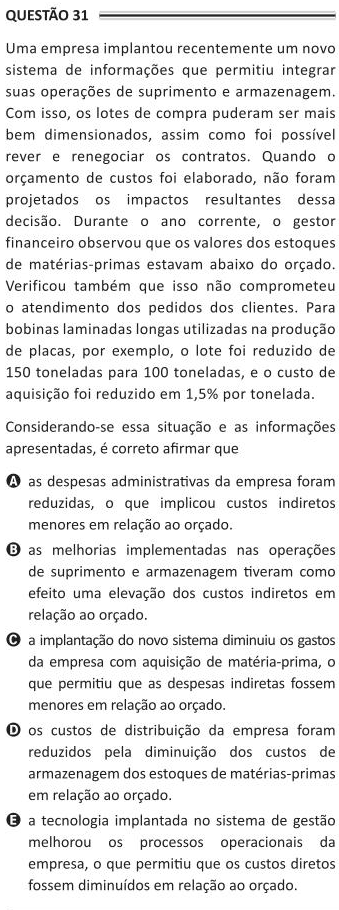 QUESTÃO 31
Uma empresa implantou recentemente um novo
sistema de informações que permitiu integrar
suas operações de suprimento e armazenagem.
Com isso, os lotes de compra puderam ser mais
bem dimensionados, assim como foi possível
rever e renegociar os contratos. Quando o
orçamento de custos foi elaborado, não foram
projetados os impactos resultantes dessa
decisão. Durante o ano corrente, o gestor
financeiro observou que os valores dos estoques
de matérias-primas estavam abaixo do orçado.
Verificou também que isso não comprometeu
o atendimento dos pedidos dos clientes. Para
bobinas laminadas longas utilizadas na produção
de placas, por exemplo, o lote foi reduzido de
150 toneladas para 100 toneladas, e o custo de
aquisição foi reduzido em 1,5% por tonelada.
Considerando-se essa situação e as informações
apresentadas, é correto afirmar que
A as despesas administrativas da empresa foram
reduzidas, o que implicou custos indiretos
menores em relação ao orçado.
B as melhorias implementadas nas operações
de suprimento e armazenagem tiveram como
efeito uma elevação dos custos indiretos em
relação ao orçado.
C a implantação do novo sistema diminuiu os gastos
da empresa com aquisição de matéria-prima, o
que permitiu que as despesas indiretas fossem
menores em relação ao orçado.
D os custos de distribuição da empresa foram
reduzidos pela diminuição dos custos de
armazenagem dos estoques de matérias-primas
em relação ao orçado.
E a tecnologia implantada no sistema de gestão
melhorou os processos operacionais da
empresa, o que permitiu que os custos diretos
fossem diminuídos em relação ao orçado.